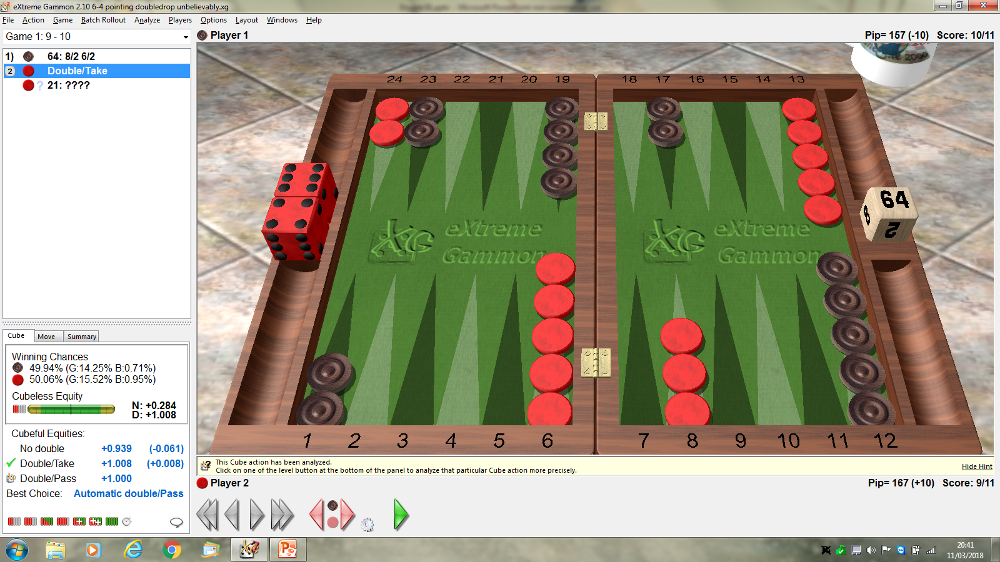 eXtreme Gammon 2.10 6-4 pointing doubledrop unbelievably.xg
File Action Game Batch Rollout Analyze Players Options Layout Windows Help
Game 1: 9 - 10
Player 1 Pip= 157 (-10) Score: 10/11
1) 64: 8/2 6/2
2 Double/Take
? 21: ????
24 23 22 21 20 19 18 17 16 15 14 13
64
8
2
XG eXtreme Gammon
XG eXtreme Gammon
1 2 3 4 5 6 7 8 9 10 11 12
Cube Move Summary
Winning Chances
49.94% (G:14.25% B:0.71%)
50.06% (G:15.52% B:0.95%)
Cubeless Equity
N: +0.284
D: +1.008
Cubeful Equities:
No double +0.939 (-0.061)
Double/Take +1.008 (+0.008)
Double/Pass +1.000
Best Choice: Automatic double/Pass
This Cube action has been analyzed.
Click on one of the level button at the bottom of the panel to analyze that particular Cube action more precisely.
Hide Hint
Player 2 Pip= 167 (+10) Score: 9/11
20:41
11/03/2018